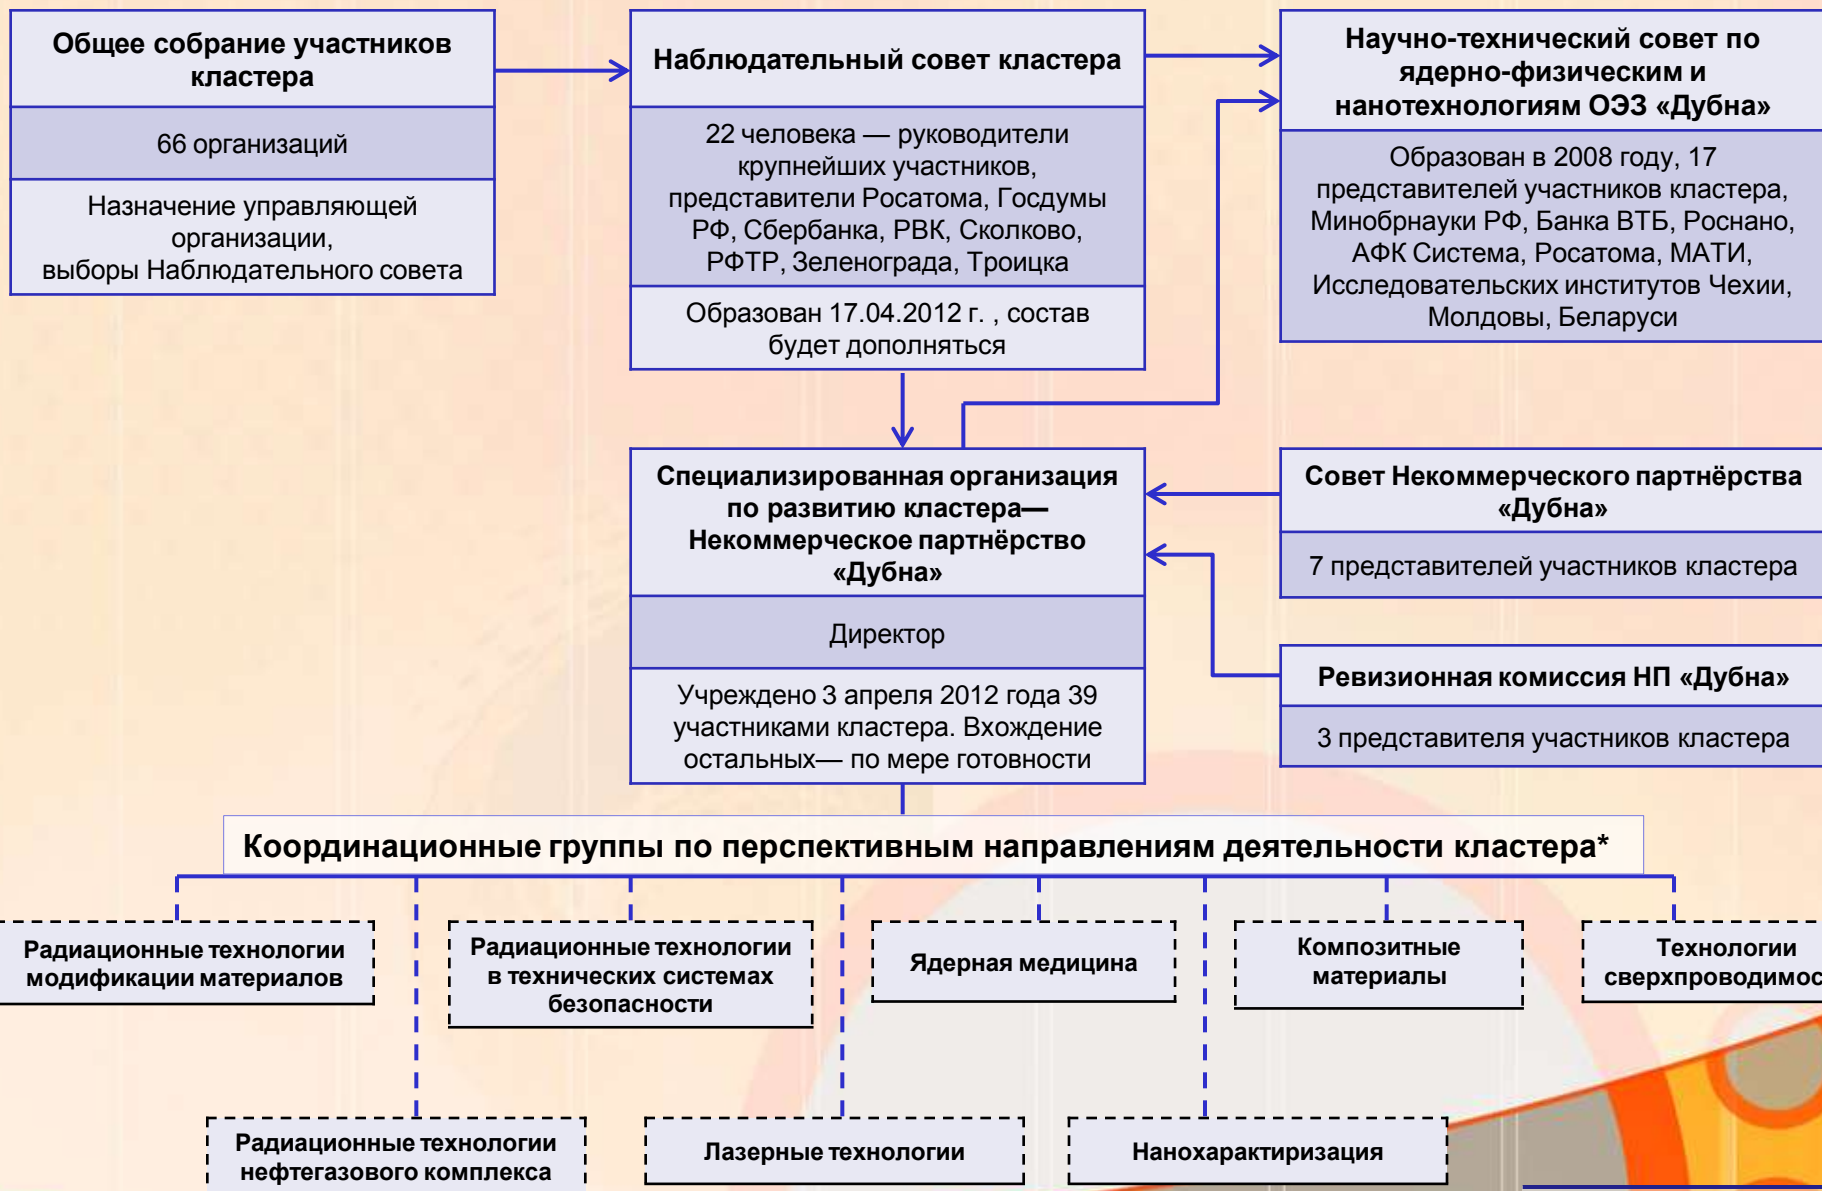 Общее собрание участников
кластера
66 организаций
Назначение управляющей
организации,
выборы Наблюдательного совета
Наблюдательный совет кластера
22 человека — руководители
крупнейших участников,
представители Росатома, Госдумы
РФ, Сбербанка, РВК, Сколково,
РФТР, Зеленограда, Троицка
Образован 17.04.2012 г. , состав
будет дополняться
Научно-технический совет по
ядерно-физическим и
нанотехнологиям ОЭЗ «Дубна»
Образован в 2008 году, 17
представителей участников кластера,
Минобрнауки РФ, Банка ВТБ, Роснано,
АФК Система, Росатома, МАТИ,
Исследовательских институтов Чехии,
Молдовы, Беларуси
Специализированная организация
по развитию кластера—
Некоммерческое партнёрство
«Дубна»
Директор
Учреждено 3 апреля 2012 года 39
участниками кластера. Вхождение
остальных— по мере готовности
Совет Некоммерческого партнёрства
«Дубна»
7 представителей участников кластера
Ревизионная комиссия НП «Дубна»
3 представителя участников кластера
Координационные группы по перспективным направлениям деятельности кластера*
Радиационные технологии
модификации материалов
Радиационные технологии
в технических системах
безопасности
Ядерная медицина
Композитные
материалы
Технологии
сверхпроводимос
Радиационные технологии
нефтегазового комплекса
Лазерные технологии
Нанохарактиризация